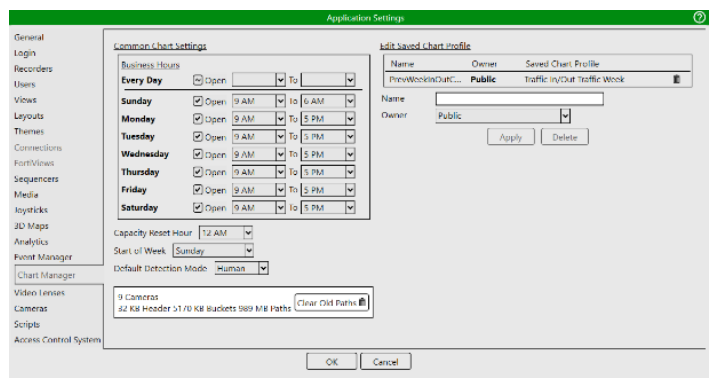 Application Settings
General
Login
Recorders
Users
Views
Layouts
Themes
Connections
FortiViews
Sequencers
Media
Joysticks
3D Maps
Analytics
Event Manager
Chart Manager
Video Lenses
Cameras
Scripts
Access Control System
Common Chart Settings
Business Hours
Every Day Open To
Sunday Open 9 AM To 6 AM
Monday Open 9 AM To 5 PM
Tuesday Open 9 AM To 5 PM
Wednesday Open 9 AM To 5 PM
Thursday Open 9 AM To 5 PM
Friday Open 9 AM To 5 PM
Saturday Open 9 AM To 5 PM
Capacity Reset Hour 12 AM
Start of Week Sunday
Default Detection Mode Human
9 Cameras
32 KB Header 5170 KB Buckets 989 MB Paths Clear Old Paths
Edit Saved Chart Profile
Name Owner Saved Chart Profile
PrevWeekInOutC... Public Traffic In/Out Traffic Week
Name
Owner Public
Apply Delete
OK Cancel